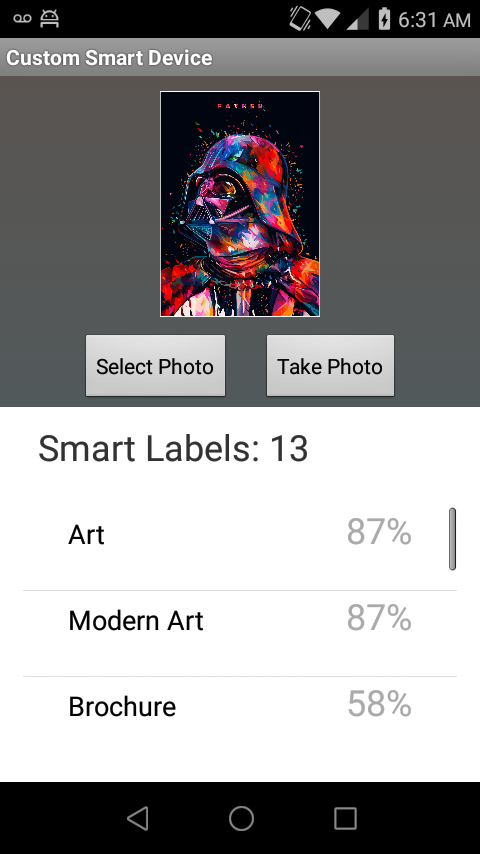 6:31 AM
Custom Smart Device
FATHER
Select Photo
Take Photo
Smart Labels: 13
Art 87%
Modern Art 87%
Brochure 58%